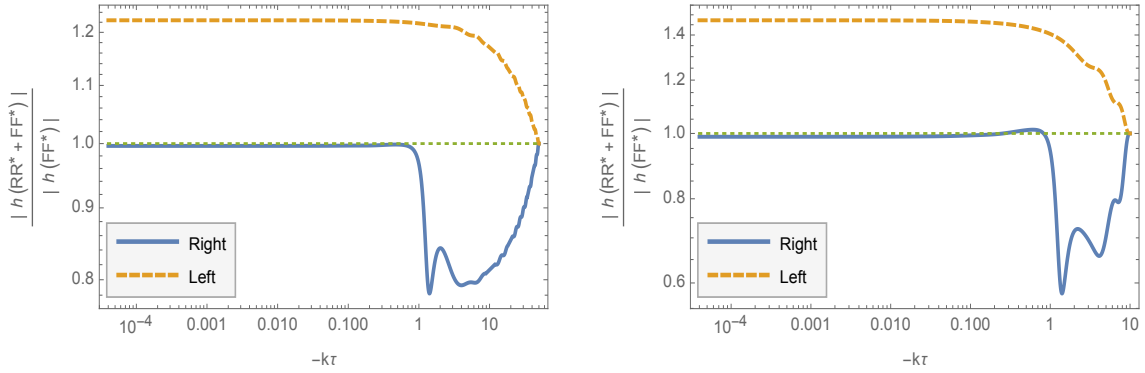 | h (RR* + FF*) |
| h (FF*) |
1.2
1.1
1.0
0.9
0.8
Right
Left
10⁻⁴
0.001
0.010
0.100
1
10
−kτ
| h (RR* + FF*) |
| h (FF*) |
1.4
1.2
1.0
0.8
0.6
Right
Left
10⁻⁴
0.001
0.010
0.100
1
10
−kτ